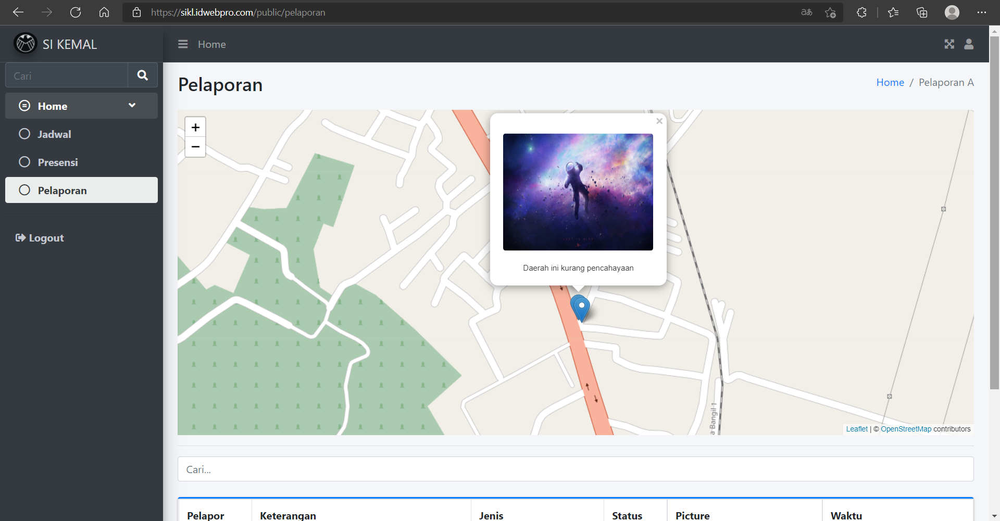 https://sikl.idwebpro.com/public/pelaporan
SI KEMAL
Home
Cari
Home
Jadwal
Presensi
Pelaporan
Logout
Pelaporan
Home / Pelaporan A
+
−
×
Daerah ini kurang pencahayaan
a Bangil 1
Leaflet | © OpenStreetMap contributors
Cari...
Pelapor Keterangan Jenis Status Picture Waktu